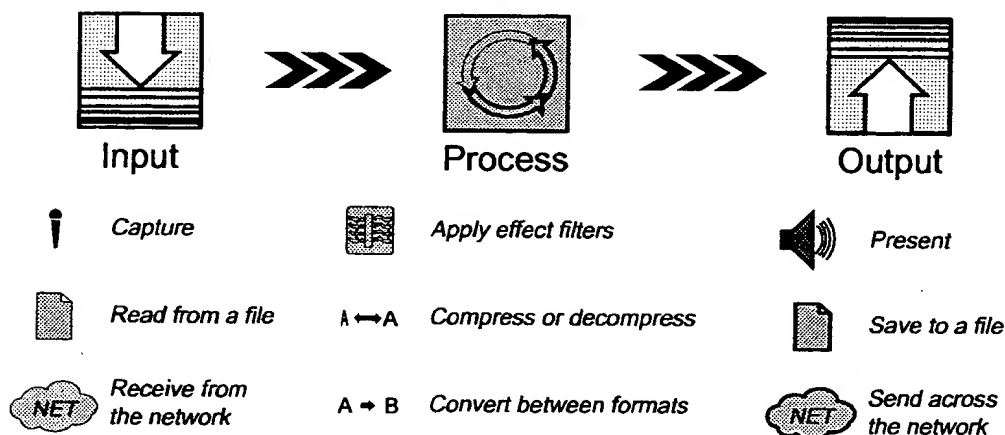 Input
Process
Output
Capture
Apply effect filters
Present
Read from a file
A ↔ A Compress or decompress
Save to a file
NET Receive from
the network
A → B Convert between formats
NET Send across
the network